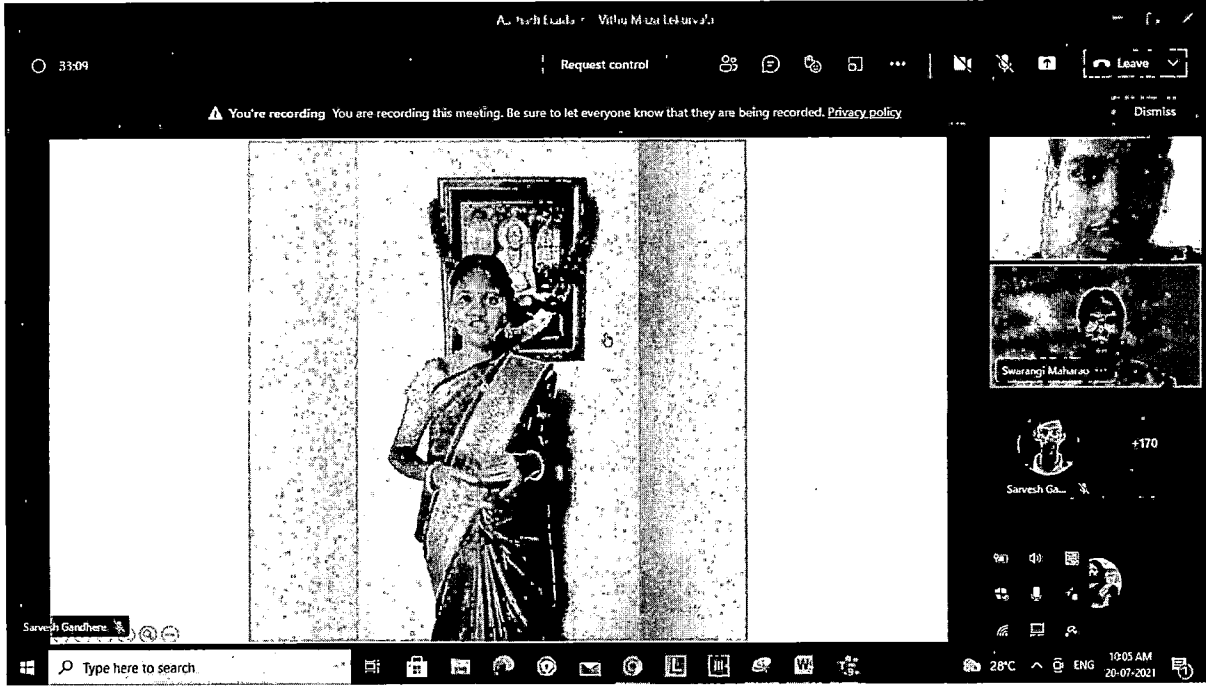 33:09
Request control
Leave
You're recording You are recording this meeting. Be sure to let everyone know that they are being recorded. Privacy policy
Dismiss
Swarangi Maharao
+170
Sarvesh Ga...
Sarvesh Gandhere
Type here to search
28°C
ENG
10:05 AM
20-07-2021